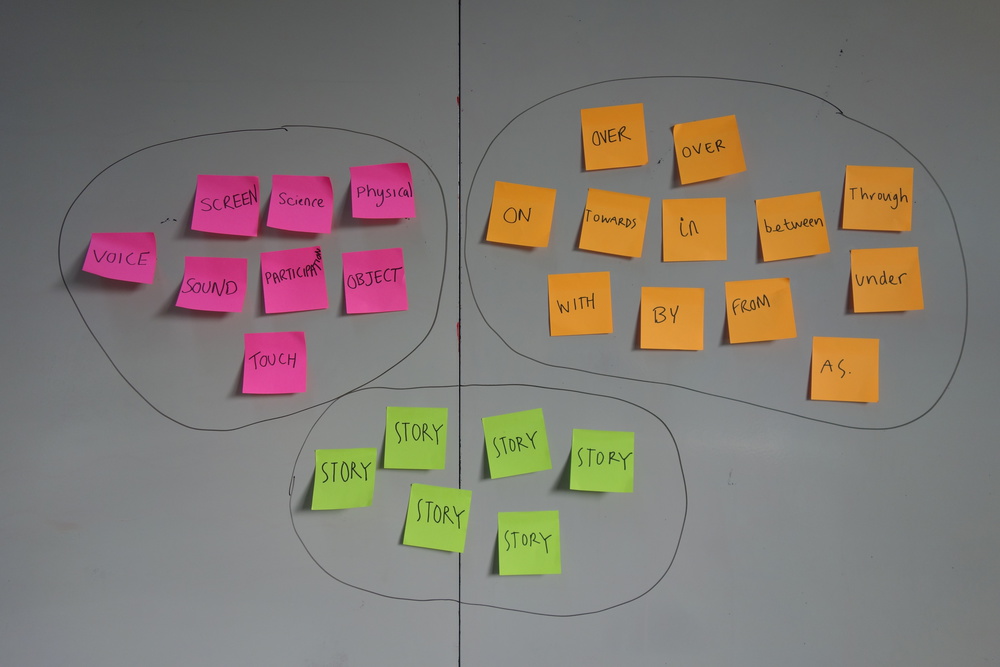 SCREEN
Science
Physical
VOICE
SOUND
PARTICIPATION
OBJECT
TOUCH
OVER
OVER
ON
TOWARDS
in
between
Through
WITH
BY
FROM
under
AS.
STORY
STORY
STORY
STORY
STORY
STORY